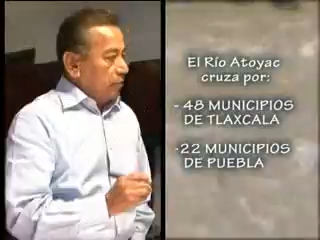 El Río Atoyac
cruza por:
- 48 MUNICIPIOS
DE TLAXCALA
-22 MUNICIPIOS
DE PUEBLA